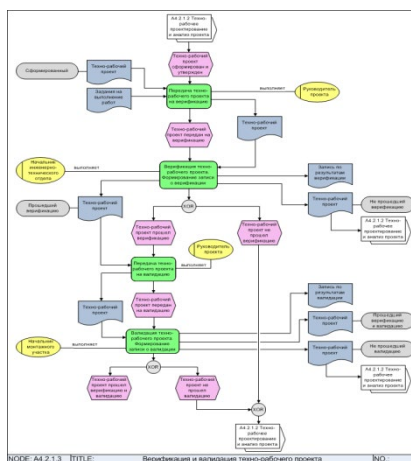 A4.2.1.2 Техно-
рабочее
проектирование
и анализ проекта
Техно-рабочий
проект
сформирован и
утвержден
Сформированный
Техно-рабочий
проект
Задания на
выполнение
работ
Передача техно-
рабочего проекта
на верификацию
выполняет
Руководитель
проекта
Техно-рабочий
проект передан на
верификацию
Техно-рабочий
проект
Начальник
инженерно-
технического
отдела
выполняет
Верификация техно-
рабочего проекта.
Формирование записи
о верификации
Запись по
результатам
верификации
Прошедший
верификацию
Техно-рабочий
проект
XOR
Техно-рабочий
проект
Не прошедший
верификацию
A4.2.1.2 Техно-
рабочее
проектирование и
анализ проекта
Техно-рабочий
проект прошел
верификацию
Техно-рабочий
проект не
прошел
верификацию
Руководитель
проекта
выполняет
Передача техно-
рабочего проекта
на валидацию
Техно-рабочий
проект
Техно-рабочий
проект передан
на валидацию
Запись по
результатам
валидации
Техно-рабочий
проект
Прошедший
верификацию
и валидацию
Начальник
монтажного
участка
выполняет
Валидация техно-
рабочего проекта.
Формирование
записи о валидации
Техно-рабочий
проект
Не прошедший
валидацию
A4.2.1.2 Техно-
рабочее
проектирование
и анализ проекта
XOR
Техно-рабочий
проект прошел
верификацию и
валидацию
Техно-рабочий
проект не
прошел
валидацию
XOR
A4.2.1.2 Техно-
рабочее
проектирование
и анализ проекта
NODE: A4.2.1.3 TITLE: Верификация и валидация техно-рабочего проекта NO.: